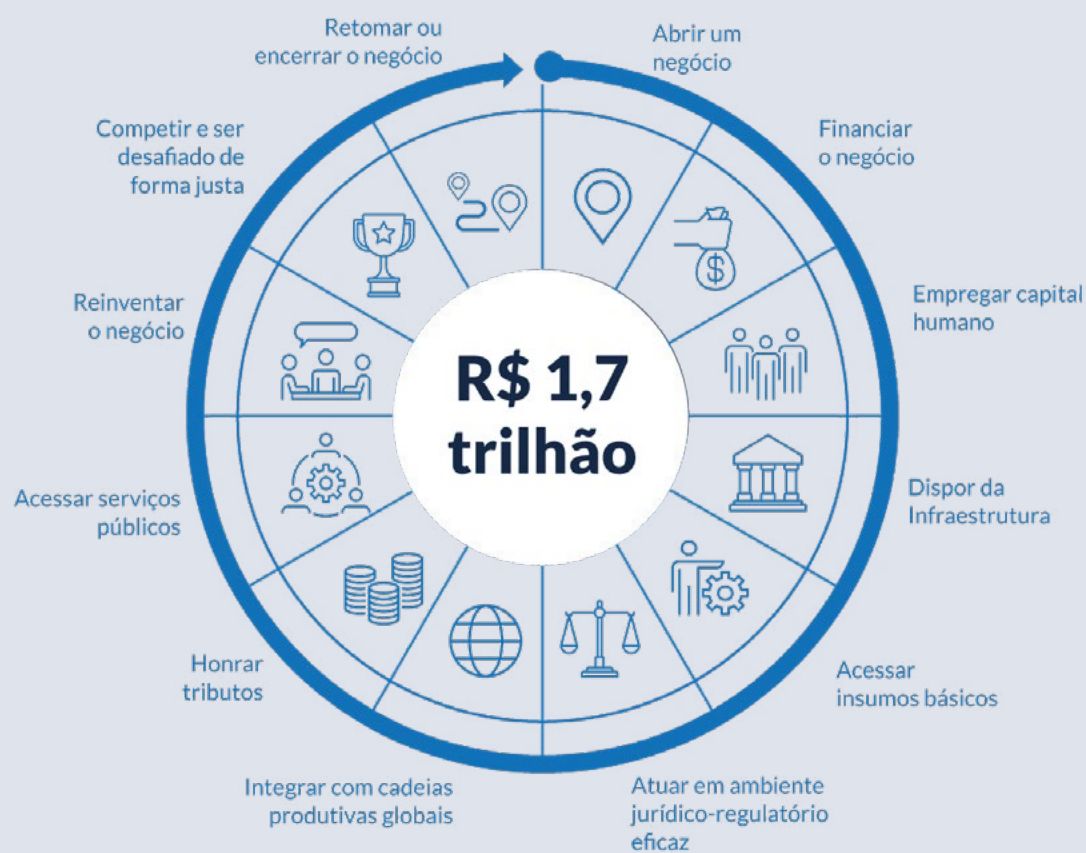 Abrir um
negócio
Financiar
o negócio
Empregar capital
humano
Dispor da
Infraestrutura
Acessar
insumos básicos
Atuar em ambiente
jurídico-regulatório
eficaz
Integrar com cadeias
produtivas globais
Honrar
tributos
Acessar serviços
públicos
Reinventar
o negócio
Competir e ser
desafiado de
forma justa
Retomar ou
encerrar o negócio
R$ 1,7
trilhão
$